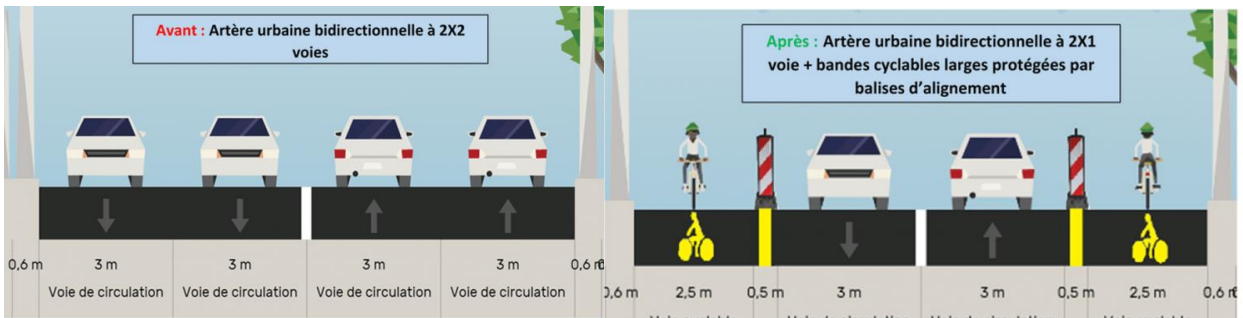 Avant : Artère urbaine bidirectionnelle à 2X2
voies
0,6 m 3 m 3 m 3 m 3 m 0,6 m
Voie de circulation Voie de circulation Voie de circulation Voie de circulation
Après : Artère urbaine bidirectionnelle à 2X1
voie + bandes cyclables larges protégées par
balises d’alignement
0,6 m 2,5 m 0,5 m 3 m 3 m 0,5 m 2,5 m 0,6